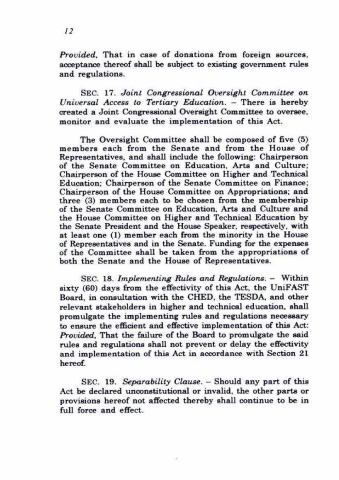 12
Provided, That in case of donations from foreign sources,
acceptance thereof shall be subject to existing government rules
and regulations.
SEC. 17. Joint Congressional Oversight Committee on
Universal Access to Tertiary Education. – There is hereby
created a Joint Congressional Oversight Committee to oversee,
monitor and evaluate the implementation of this Act.
The Oversight Committee shall be composed of five (5)
members each from the Senate and from the House of
Representatives, and shall include the following: Chairperson
of the Senate Committee on Education, Arts and Culture;
Chairperson of the House Committee on Higher and Technical
Education; Chairperson of the Senate Committee on Finance;
Chairperson of the House Committee on Appropriations; and
three (3) members each to be chosen from the membership
of the Senate Committee on Education, Arts and Culture and
the House Committee on Higher and Technical Education by
the Senate President and the House Speaker, respectively, with
at least one (1) member each from the minority in the House
of Representatives and in the Senate. Funding for the expenses
of the Committee shall be taken from the appropriations of
both the Senate and the House of Representatives.
SEC. 18. Implementing Rules and Regulations. – Within
sixty (60) days from the effectivity of this Act, the UniFAST
Board, in consultation with the CHED, the TESDA, and other
relevant stakeholders in higher and technical education, shall
promulgate the implementing rules and regulations necessary
to ensure the efficient and effective implementation of this Act:
Provided, That the failure of the Board to promulgate the said
rules and regulations shall not prevent or delay the effectivity
and implementation of this Act in accordance with Section 21
hereof.
SEC. 19. Separability Clause. – Should any part of this
Act be declared unconstitutional or invalid, the other parts or
provisions hereof not affected thereby shall continue to be in
full force and effect.